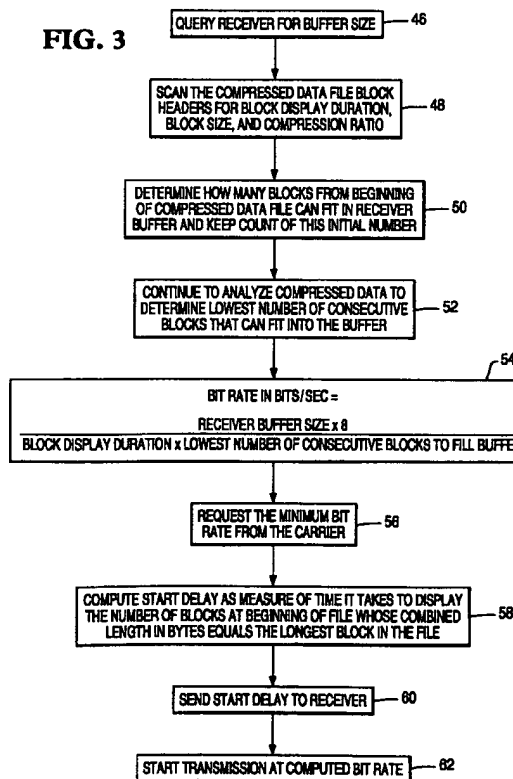 FIG. 3
QUERY RECEIVER FOR BUFFER SIZE
46
SCAN THE COMPRESSED DATA FILE BLOCK
HEADERS FOR BLOCK DISPLAY DURATION,
BLOCK SIZE, AND COMPRESSION RATIO
48
DETERMINE HOW MANY BLOCKS FROM BEGINNING
OF COMPRESSED DATA FILE CAN FIT IN RECEIVER
BUFFER AND KEEP COUNT OF THIS INITIAL NUMBER
50
CONTINUE TO ANALYZE COMPRESSED DATA TO
DETERMINE LOWEST NUMBER OF CONSECUTIVE
BLOCKS THAT CAN FIT INTO THE BUFFER
52
54
BIT RATE IN BITS/SEC =
RECEIVER BUFFER SIZE x 8
BLOCK DISPLAY DURATION x LOWEST NUMBER OF CONSECUTIVE BLOCKS TO FILL BUFFER
REQUEST THE MINIMUM BIT
RATE FROM THE CARRIER
56
COMPUTE START DELAY AS MEASURE OF TIME IT TAKES TO DISPLAY
THE NUMBER OF BLOCKS AT BEGINNING OF FILE WHOSE COMBINED
LENGTH IN BYTES EQUALS THE LONGEST BLOCK IN THE FILE
58
SEND START DELAY TO RECEIVER
60
START TRANSMISSION AT COMPUTED BIT RATE
62